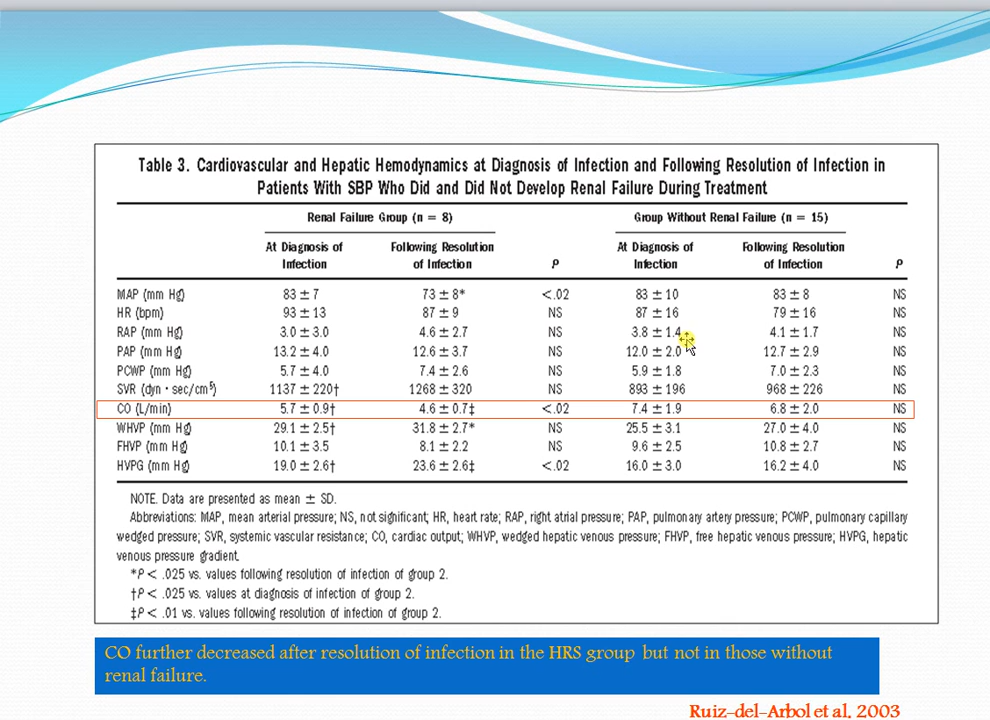 Table 3. Cardiovascular and Hepatic Hemodynamics at Diagnosis of Infection and Following Resolution of Infection in
Patients With SBP Who Did and Did Not Develop Renal Failure During Treatment
Renal Failure Group (n = 8) Group Without Renal Failure (n = 15)
At Diagnosis of Following Resolution At Diagnosis of Following Resolution
Infection of Infection P Infection of Infection P
MAP (mm Hg) 83 ± 7 73 ± 8* <.02 83 ± 10 83 ± 8 NS
HR (bpm) 93 ± 13 87 ± 9 NS 87 ± 16 79 ± 16 NS
RAP (mm Hg) 3.0 ± 3.0 4.6 ± 2.7 NS 3.8 ± 1.4 4.1 ± 1.7 NS
PAP (mm Hg) 13.2 ± 4.0 12.6 ± 3.7 NS 12.0 ± 2.0 12.7 ± 2.9 NS
PCWP (mm Hg) 5.7 ± 4.0 7.4 ± 2.6 NS 5.9 ± 1.8 7.0 ± 2.3 NS
SVR (dyn · sec/cm⁵) 1137 ± 220† 1268 ± 320 NS 893 ± 196 968 ± 226 NS
CO (L/min) 5.7 ± 0.9† 4.6 ± 0.7‡ <.02 7.4 ± 1.9 6.8 ± 2.0 NS
WHVP (mm Hg) 29.1 ± 2.5† 31.8 ± 2.7* NS 25.5 ± 3.1 27.0 ± 4.0 NS
FHVP (mm Hg) 10.1 ± 3.5 8.1 ± 2.2 NS 9.6 ± 2.5 10.8 ± 2.7 NS
HVPG (mm Hg) 19.0 ± 2.6† 23.6 ± 2.6‡ <.02 16.0 ± 3.0 16.2 ± 4.0 NS
NOTE. Data are presented as mean ± SD.
Abbreviations: MAP, mean arterial pressure; NS, not significant; HR, heart rate; RAP, right atrial pressure; PAP, pulmonary artery pressure; PCWP, pulmonary capillary
wedged pressure; SVR, systemic vascular resistance; CO, cardiac output; WHVP, wedged hepatic venous pressure; FHVP, free hepatic venous pressure; HVPG, hepatic
venous pressure gradient.
*P < .025 vs. values following resolution of infection of group 2.
†P < .025 vs. values at diagnosis of infection of group 2.
‡P < .01 vs. values following resolution of infection of group 2.
CO further decreased after resolution of infection in the HRS group but not in those without
renal failure.
Ruiz-del-Arbol et al, 2003